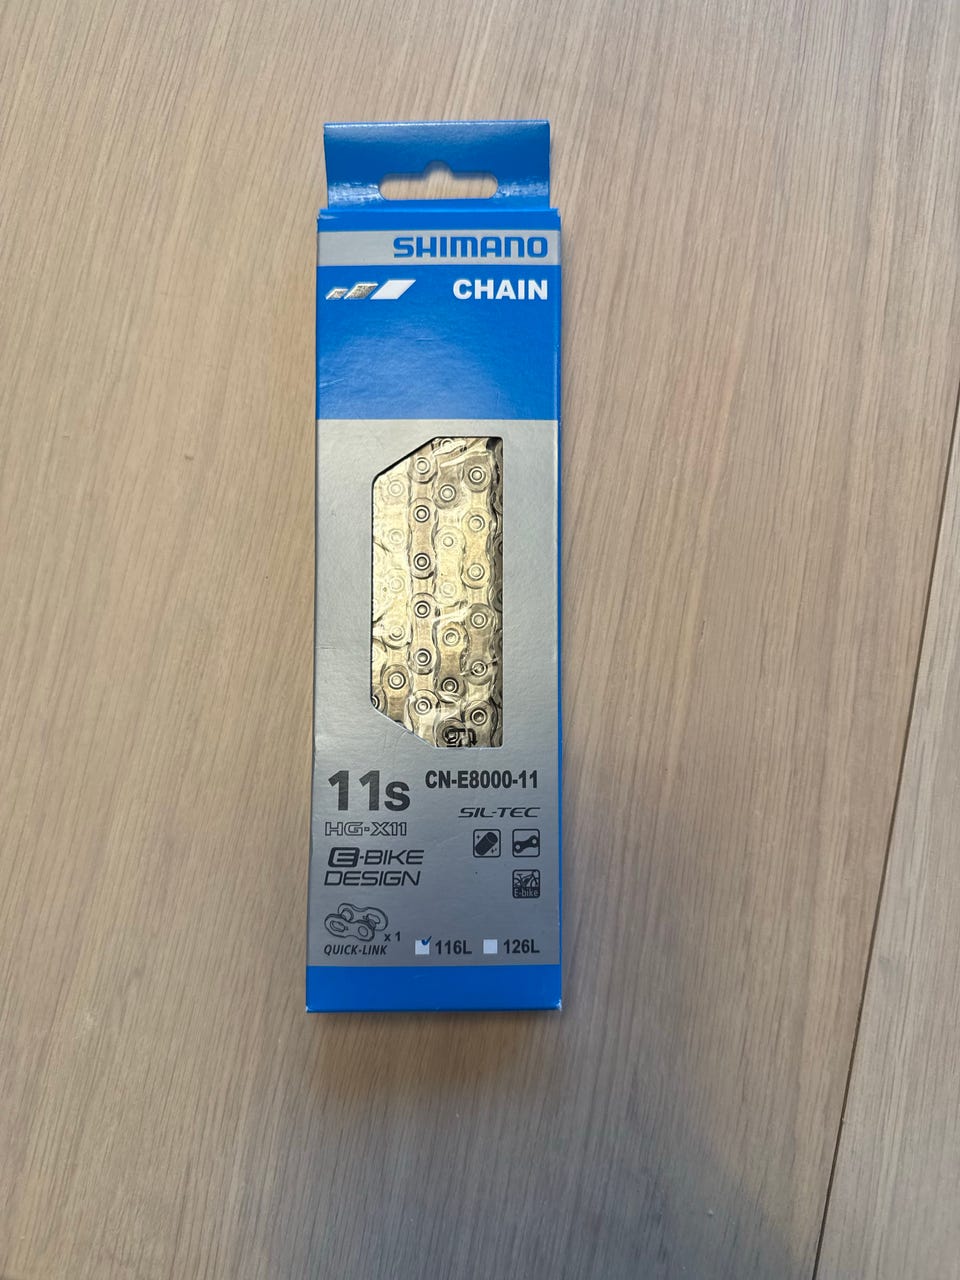 SHIMANO
CHAIN
11s CN-E8000-11
HG-X11 SIL-TEC
E-BIKE
DESIGN
E-bike
x 1
QUICK-LINK 116L 126L